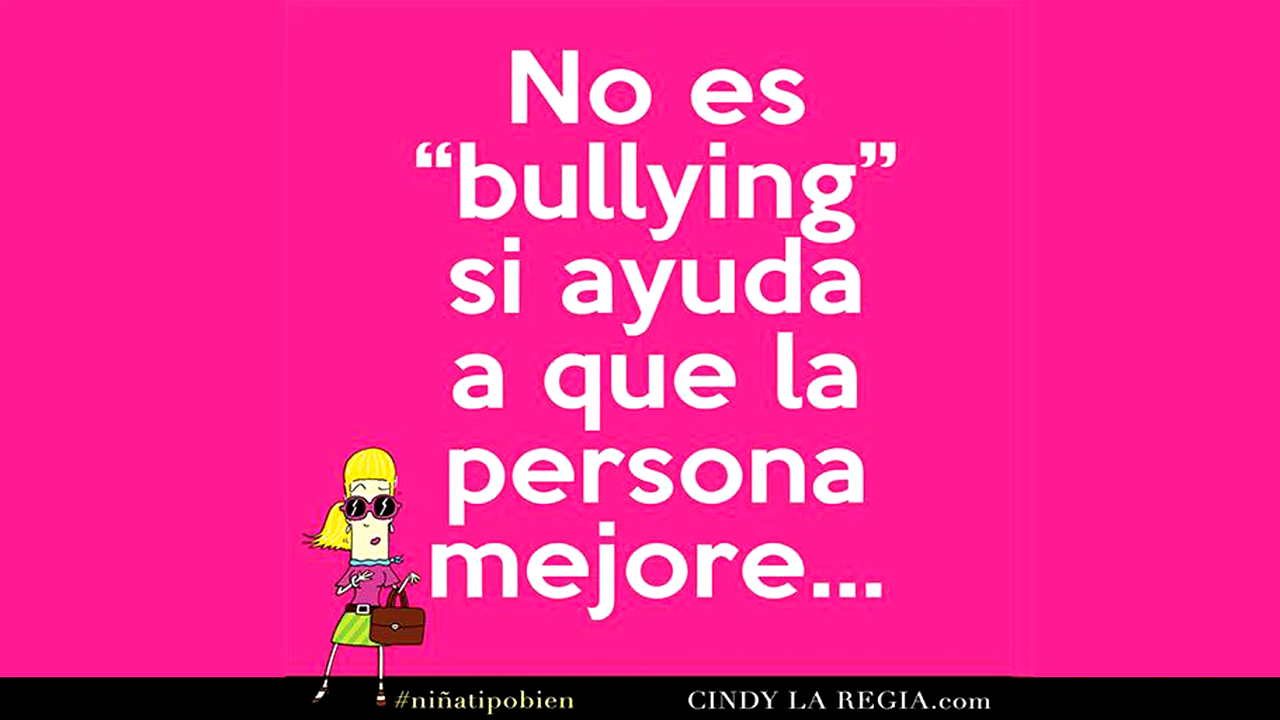 No es
“bullying”
si ayuda
a que la
persona
mejore...
#niñatipobien
CINDY LA REGIA.com